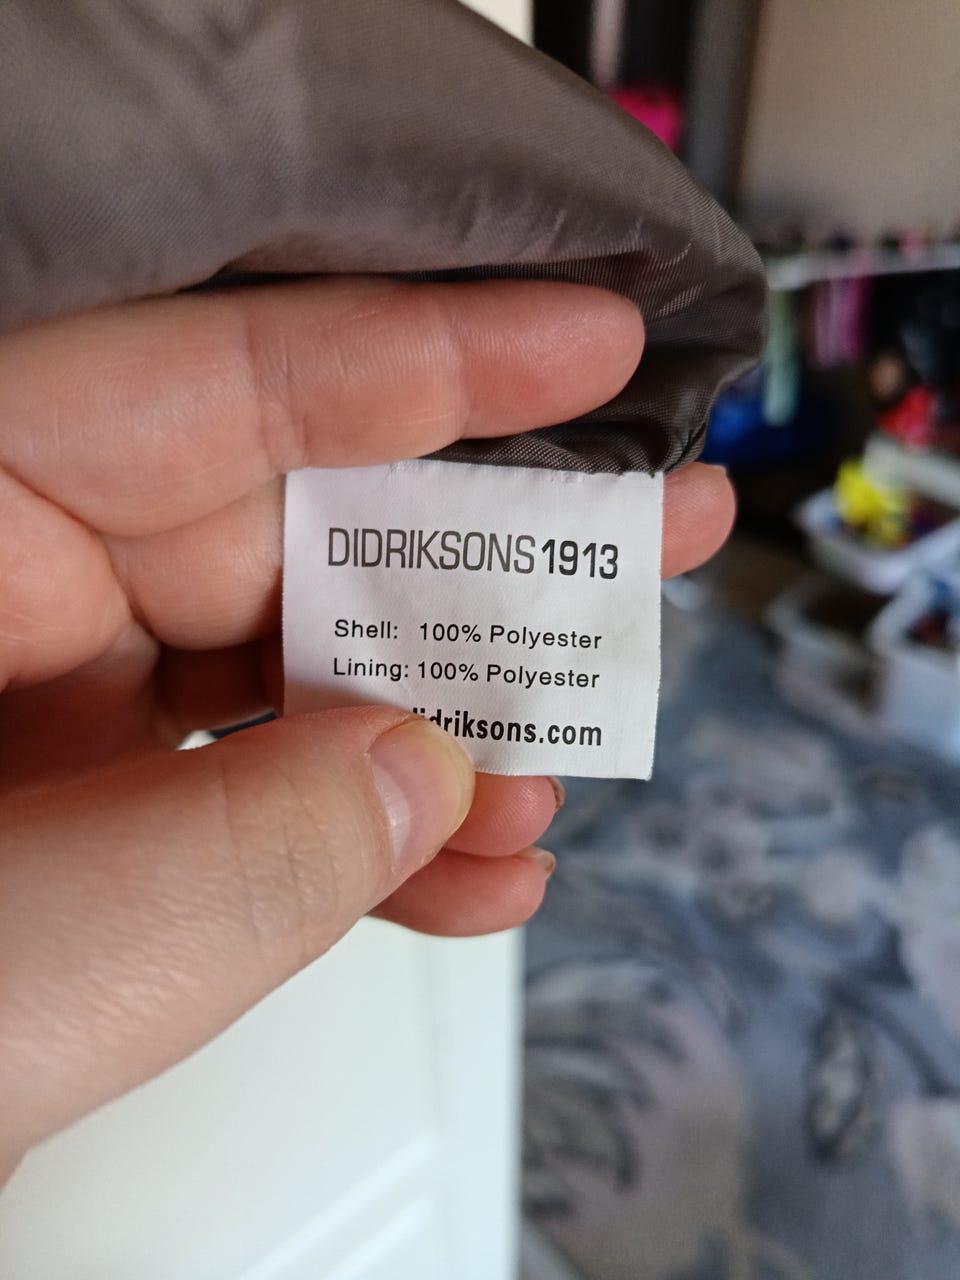 DIDRIKSONS1913
Shell: 100% Polyester
Lining: 100% Polyester
didriksons.com